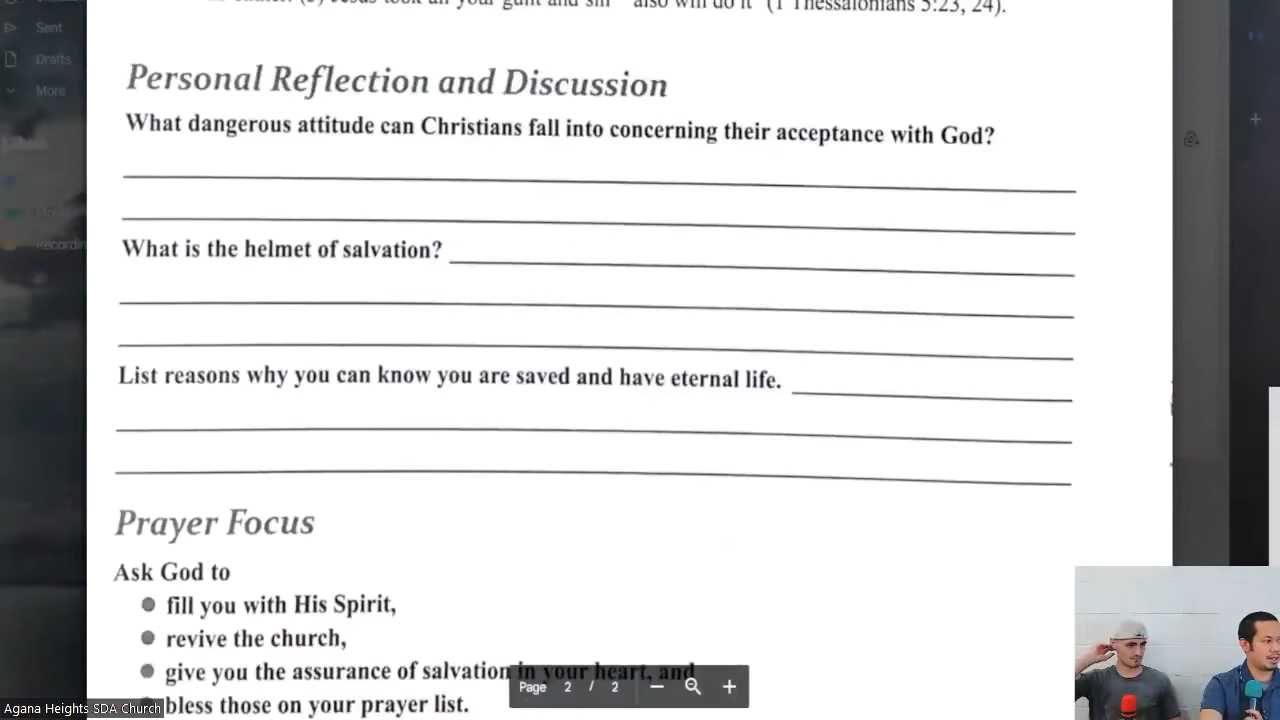 Sent
also will do it" (1 Thessalonians 5:23, 24).
Drafts
Personal Reflection and Discussion
More
What dangerous attitude can Christians fall into concerning their acceptance with God?
What is the helmet of salvation?
List reasons why you can know you are saved and have eternal life.
Prayer Focus
Ask God to
● fill you with His Spirit,
● revive the church,
● give you the assurance of salvation in your heart, and
● bless those on your prayer list.
Page 2 / 2
Agana Heights SDA Church